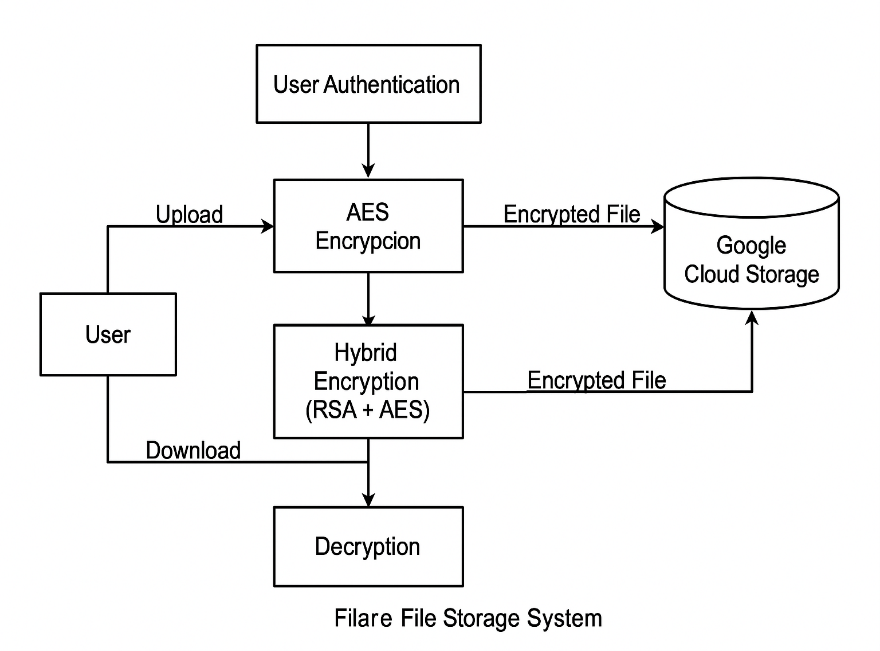 User Authentication
Upload
AES
Encrypcion
Encrypted File
Google
Cloud Storage
User
Hybrid
Encryption
(RSA + AES)
Encrypted File
Download
Decryption
Filare File Storage System